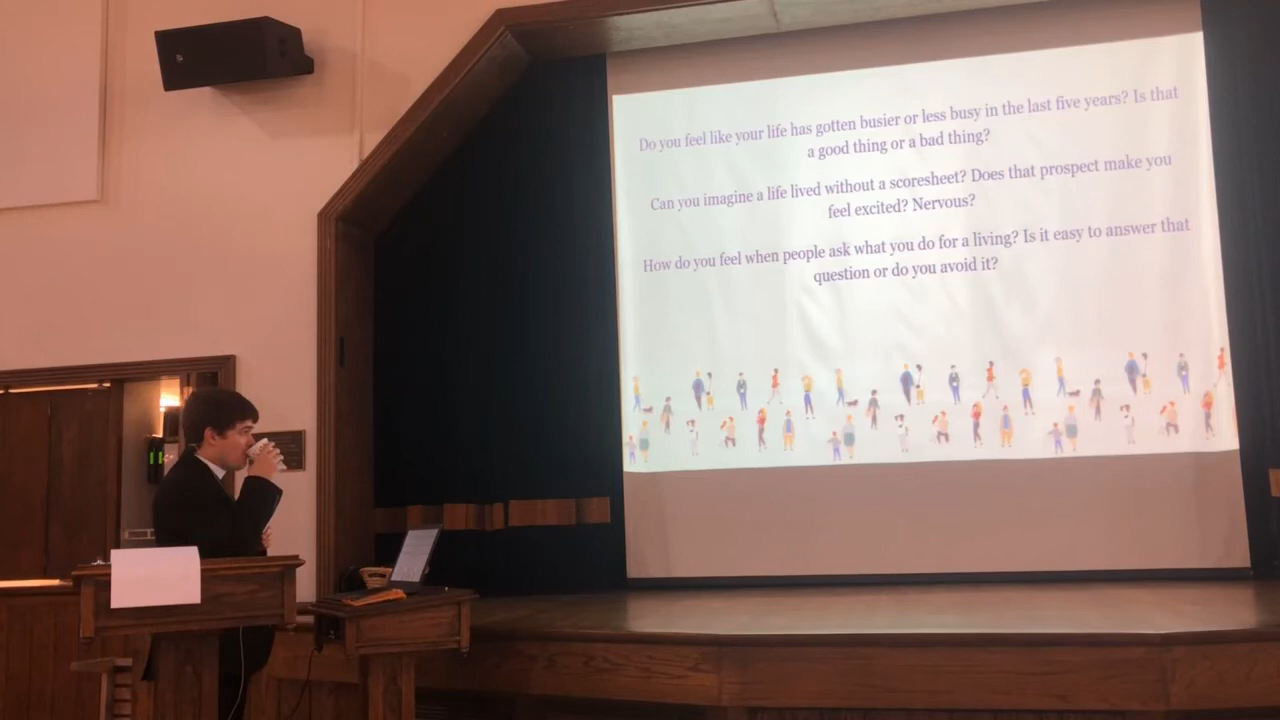 Do you feel like your life has gotten busier or less busy in the last five years? Is that
a good thing or a bad thing?
Can you imagine a life lived without a scoresheet? Does that prospect make you
feel excited? Nervous?
How do you feel when people ask what you do for a living? Is it easy to answer that
question or do you avoid it?